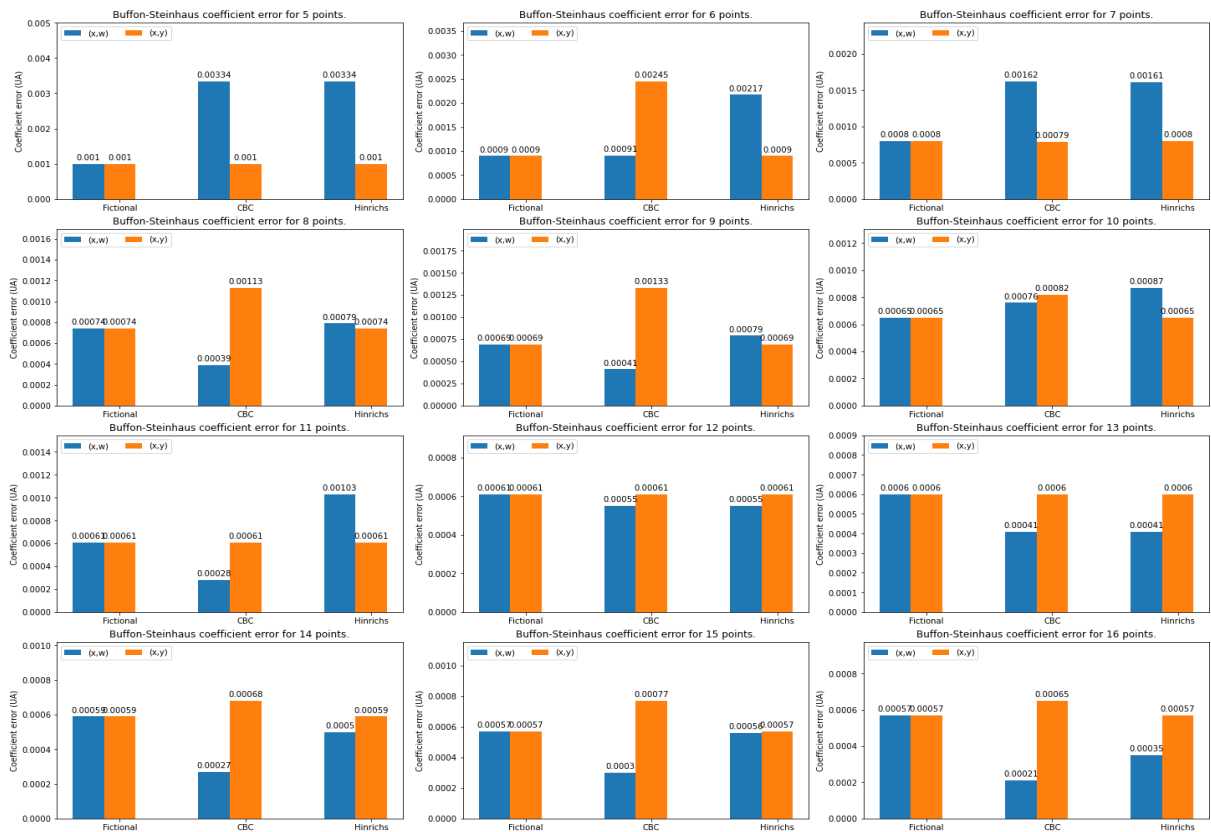 Buffon-Steinhaus coefficient error for 5 points.
(x,w) (x,y)
Coefficient error (UA)
0.005
0.004
0.003
0.002
0.001
0.000
0.001 0.001 0.00334 0.001 0.00334 0.001
Fictional CBC Hinrichs
Buffon-Steinhaus coefficient error for 6 points.
(x,w) (x,y)
Coefficient error (UA)
0.0035
0.0030
0.0025
0.0020
0.0015
0.0010
0.0005
0.0000
0.0009 0.0009 0.00091 0.00245 0.00217 0.0009
Fictional CBC Hinrichs
Buffon-Steinhaus coefficient error for 7 points.
(x,w) (x,y)
Coefficient error (UA)
0.0020
0.0015
0.0010
0.0005
0.0000
0.0008 0.0008 0.00162 0.00079 0.00161 0.0008
Fictional CBC Hinrichs
Buffon-Steinhaus coefficient error for 8 points.
(x,w) (x,y)
Coefficient error (UA)
0.0016
0.0014
0.0012
0.0010
0.0008
0.0006
0.0004
0.0002
0.0000
0.00074 0.00074 0.00039 0.00113 0.00079 0.00074
Fictional CBC Hinrichs
Buffon-Steinhaus coefficient error for 9 points.
(x,w) (x,y)
Coefficient error (UA)
0.00175
0.00150
0.00125
0.00100
0.00075
0.00050
0.00025
0.00000
0.00069 0.00069 0.00041 0.00133 0.00079 0.00069
Fictional CBC Hinrichs
Buffon-Steinhaus coefficient error for 10 points.
(x,w) (x,y)
Coefficient error (UA)
0.0012
0.0010
0.0008
0.0006
0.0004
0.0002
0.0000
0.00065 0.00065 0.00076 0.00082 0.00087 0.00065
Fictional CBC Hinrichs
Buffon-Steinhaus coefficient error for 11 points.
(x,w) (x,y)
Coefficient error (UA)
0.0014
0.0012
0.0010
0.0008
0.0006
0.0004
0.0002
0.0000
0.00061 0.00061 0.00028 0.00061 0.00103 0.00061
Fictional CBC Hinrichs
Buffon-Steinhaus coefficient error for 12 points.
(x,w) (x,y)
Coefficient error (UA)
0.0008
0.0006
0.0004
0.0002
0.0000
0.00061 0.00061 0.00055 0.00061 0.00055 0.00061
Fictional CBC Hinrichs
Buffon-Steinhaus coefficient error for 13 points.
(x,w) (x,y)
Coefficient error (UA)
0.0009
0.0008
0.0007
0.0006
0.0005
0.0004
0.0003
0.0002
0.0001
0.0000
0.0006 0.0006 0.00041 0.0006 0.00041 0.0006
Fictional CBC Hinrichs
Buffon-Steinhaus coefficient error for 14 points.
(x,w) (x,y)
Coefficient error (UA)
0.0010
0.0008
0.0006
0.0004
0.0002
0.0000
0.00059 0.00059 0.00027 0.00068 0.0005 0.00059
Fictional CBC Hinrichs
Buffon-Steinhaus coefficient error for 15 points.
(x,w) (x,y)
Coefficient error (UA)
0.0010
0.0008
0.0006
0.0004
0.0002
0.0000
0.00057 0.00057 0.0003 0.00077 0.00056 0.00057
Fictional CBC Hinrichs
Buffon-Steinhaus coefficient error for 16 points.
(x,w) (x,y)
Coefficient error (UA)
0.0008
0.0006
0.0004
0.0002
0.0000
0.00057 0.00057 0.00021 0.00065 0.00035 0.00057
Fictional CBC Hinrichs